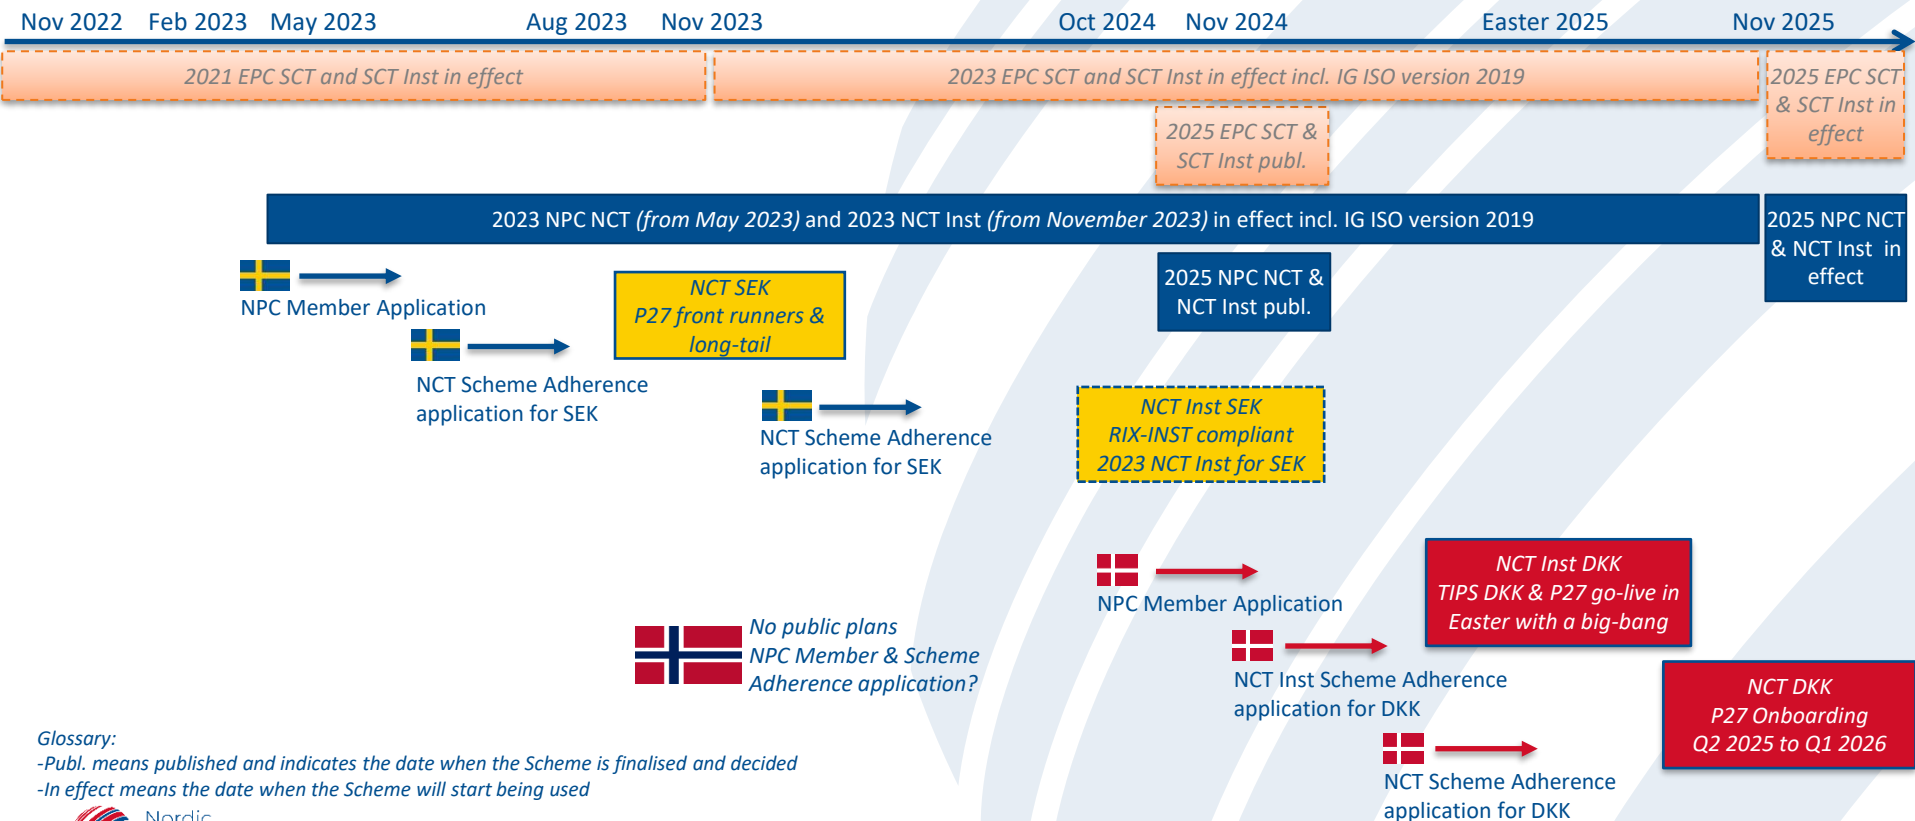 Nov 2022 Feb 2023 May 2023 Aug 2023 Nov 2023 Oct 2024 Nov 2024 Easter 2025 Nov 2025
2021 EPC SCT and SCT Inst in effect
2023 EPC SCT and SCT Inst in effect incl. IG ISO version 2019
2025 EPC SCT
& SCT Inst in
effect
2025 EPC SCT &
SCT Inst publ.
2023 NPC NCT (from May 2023) and 2023 NCT Inst (from November 2023) in effect incl. IG ISO version 2019
2025 NPC NCT
& NCT Inst in
effect
2025 NPC NCT &
NCT Inst publ.
NPC Member Application
NCT SEK
P27 front runners &
long-tail
NCT Scheme Adherence
application for SEK
NCT Scheme Adherence
application for SEK
NCT Inst SEK
RIX-INST compliant
2023 NCT Inst for SEK
NPC Member Application
NCT Inst DKK
TIPS DKK & P27 go-live in
Easter with a big-bang
No public plans
NPC Member & Scheme
Adherence application?
NCT Inst Scheme Adherence
application for DKK
NCT DKK
P27 Onboarding
Q2 2025 to Q1 2026
NCT Scheme Adherence
application for DKK
Glossary:
-Publ. means published and indicates the date when the Scheme is finalised and decided
-In effect means the date when the Scheme will start being used
Nordic